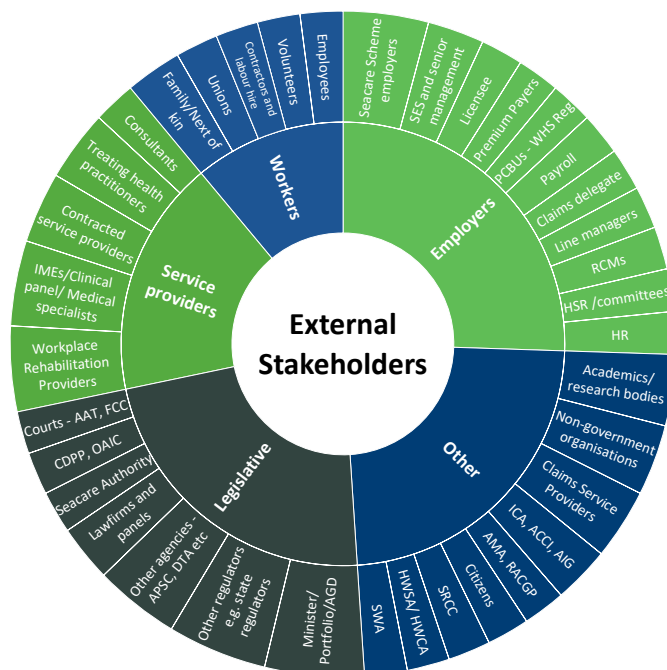 External
Stakeholders
Employers
Seacare Scheme
employers
SES and senior
management
Licensee
Premium Payers
PCBUs - WHS Reg
Payroll
Claims delegate
Line managers
RCMs
HSR /committees
HR
Other
Academics/
research bodies
Non-government
organisations
Claims Service
Providers
ICA, ACCI, AIG
AMA, RACGP
Citizens
SRCC
HWSA/ HWCA
SWA
Legislative
Minister/
Portfolio/AGD
Other regulators
e.g. state
regulators
Other agencies -
APSC, DTA etc
Lawfirms and
panels
Seacare Authority
CDPP, OAIC
Courts - AAT, FCC
Service
providers
Workplace
Rehabilitation
Providers
IMEs/Clinical
panel/ Medical
specialists
Contracted
service providers
Treating health
practitioners
Consultants
Workers
Family/Next of
kin
Unions
Contractors and
labour hire
Volunteers
Employees